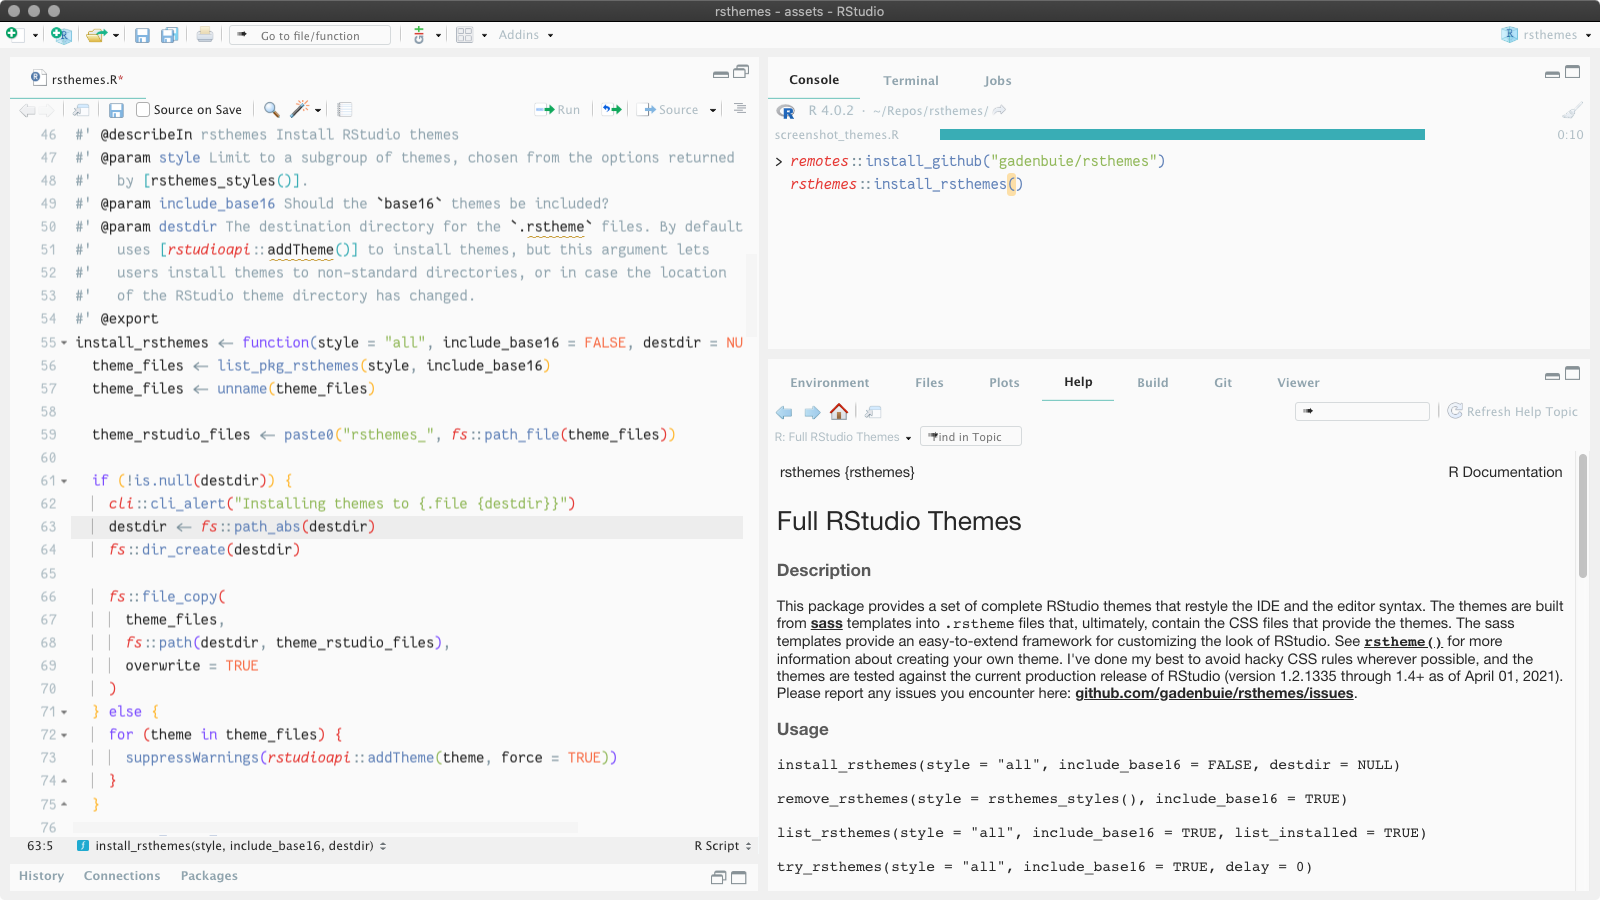 rsthemes - assets - RStudio
Go to file/function
Addins
rsthemes
rsthemes.R*
Source on Save
Run
Source
46 #' @describeIn rsthemes Install RStudio themes
47 #' @param style Limit to a subgroup of themes, chosen from the options returned
48 #'   by [rsthemes_styles()].
49 #' @param include_base16 Should the `base16` themes be included?
50 #' @param destdir The destination directory for the `.rstheme` files. By default
51 #'   uses [rstudioapi::addTheme()] to install themes, but this argument lets
52 #'   users install themes to non-standard directories, or in case the location
53 #'   of the RStudio theme directory has changed.
54 #' @export
55 install_rsthemes <- function(style = "all", include_base16 = FALSE, destdir = NU
56   theme_files <- list_pkg_rsthemes(style, include_base16)
57   theme_files <- unname(theme_files)
58
59   theme_rstudio_files <- paste0("rsthemes_", fs::path_file(theme_files))
60
61   if (!is.null(destdir)) {
62     cli::cli_alert("Installing themes to {.file {destdir}}")
63     destdir <- fs::path_abs(destdir)
64     fs::dir_create(destdir)
65
66     fs::file_copy(
67       theme_files,
68       fs::path(destdir, theme_rstudio_files),
69       overwrite = TRUE
70     )
71   } else {
72     for (theme in theme_files) {
73       suppressWarnings(rstudioapi::addTheme(theme, force = TRUE))
74     }
75   }
76
63:5 install_rsthemes(style, include_base16, destdir) R Script
History Connections Packages
Console Terminal Jobs
R 4.0.2 · ~/Repos/rsthemes/
screenshot_themes.R 0:10
> remotes::install_github("gadenbuie/rsthemes")
rsthemes::install_rsthemes()
Environment Files Plots Help Build Git Viewer
Refresh Help Topic
R: Full RStudio Themes ind in Topic
rsthemes {rsthemes} R Documentation
Full RStudio Themes
Description
This package provides a set of complete RStudio themes that restyle the IDE and the editor syntax. The themes are built
from sass templates into .rstheme files that, ultimately, contain the CSS files that provide the themes. The sass
templates provide an easy-to-extend framework for customizing the look of RStudio. See rstheme() for more
information about creating your own theme. I've done my best to avoid hacky CSS rules wherever possible, and the
themes are tested against the current production release of RStudio (version 1.2.1335 through 1.4+ as of April 01, 2021).
Please report any issues you encounter here: github.com/gadenbuie/rsthemes/issues.
Usage
install_rsthemes(style = "all", include_base16 = FALSE, destdir = NULL)
remove_rsthemes(style = rsthemes_styles(), include_base16 = TRUE)
list_rsthemes(style = "all", include_base16 = TRUE, list_installed = TRUE)
try_rsthemes(style = "all", include_base16 = TRUE, delay = 0)